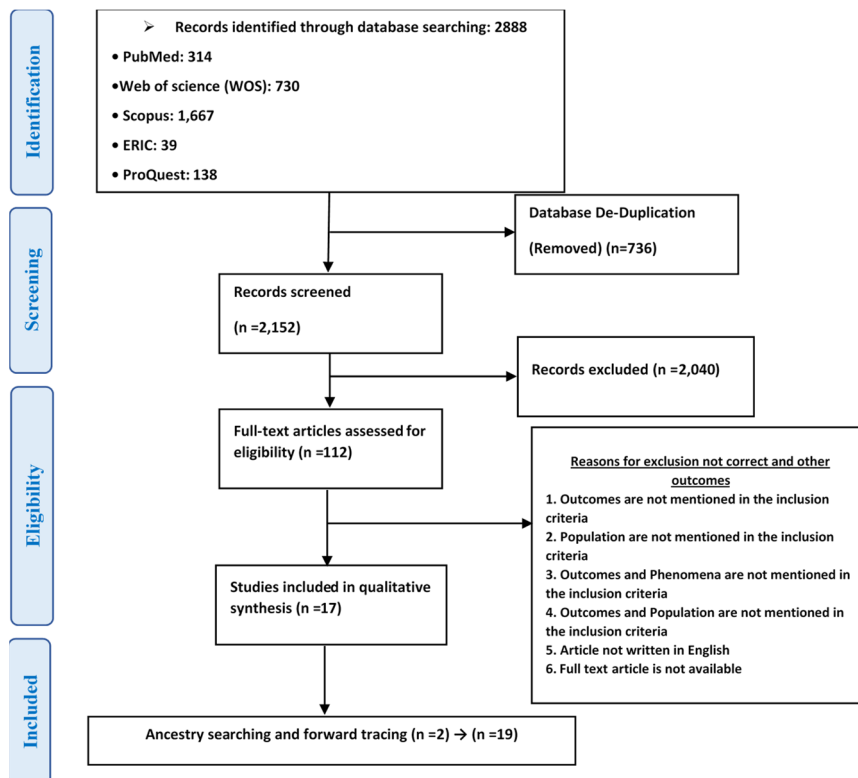 Identification
➢ Records identified through database searching: 2888
• PubMed: 314
•Web of science (WOS): 730
• Scopus: 1,667
• ERIC: 39
• ProQuest: 138
Screening
Database De-Duplication
(Removed) (n=736)
Records screened
(n =2,152)
Records excluded (n =2,040)
Eligibility
Full-text articles assessed for
eligibility (n =112)
Reasons for exclusion not correct and other
outcomes
1. Outcomes are not mentioned in the inclusion
criteria
2. Population are not mentioned in the inclusion
criteria
3. Outcomes and Phenomena are not mentioned in
the inclusion criteria
4. Outcomes and Population are not mentioned in
the inclusion criteria
5. Article not written in English
6. Full text article is not available
Studies included in qualitative
synthesis (n =17)
Included
Ancestry searching and forward tracing (n =2) → (n =19)